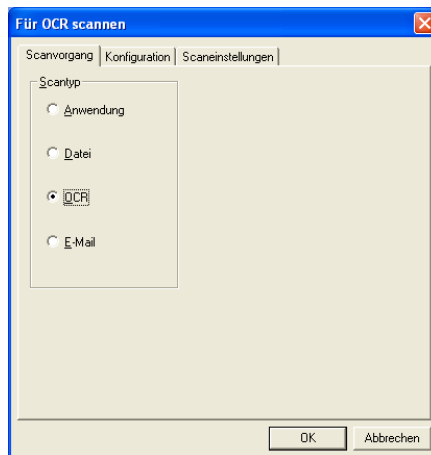 Für OCR scannen
Scanvorgang Konfiguration Scaneinstellungen
Scantyp
Anwendung
Datei
OCR
E-Mail
OK Abbrechen